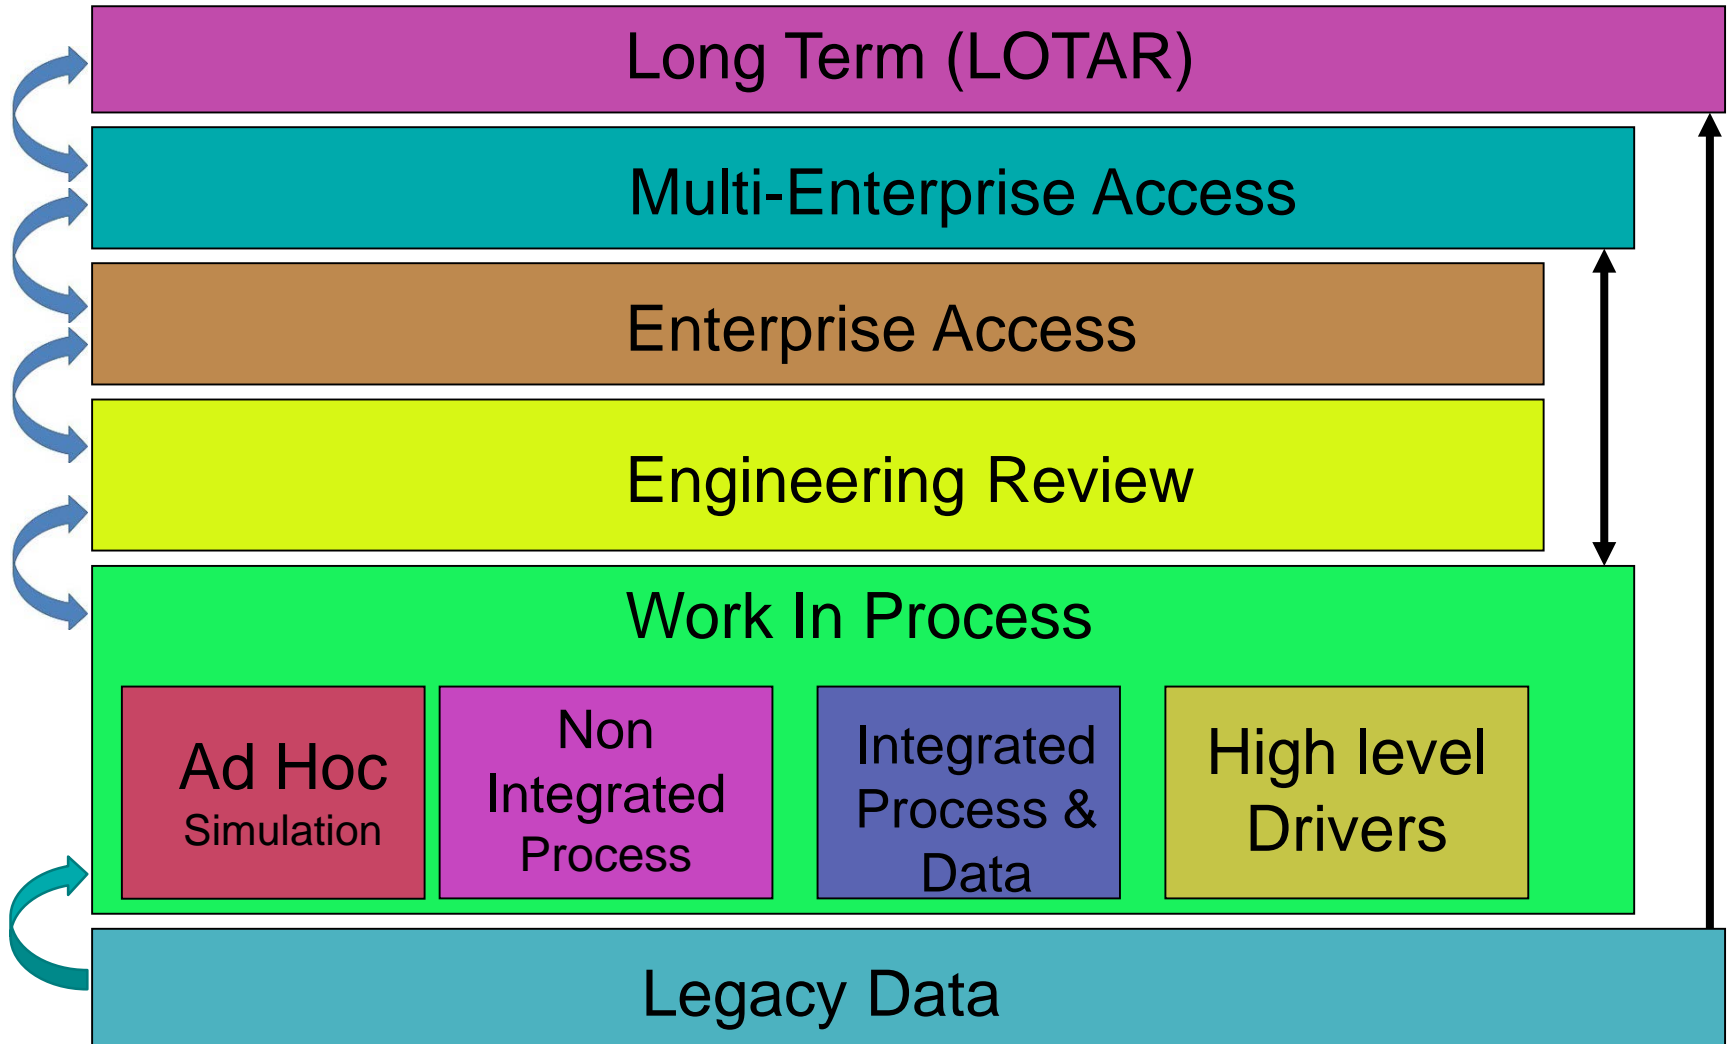 Long Term (LOTAR)
Multi-Enterprise Access
Enterprise Access
Engineering Review
Work In Process
Ad Hoc
Simulation
Non
Integrated
Process
Integrated
Process &
Data
High level
Drivers
Legacy Data